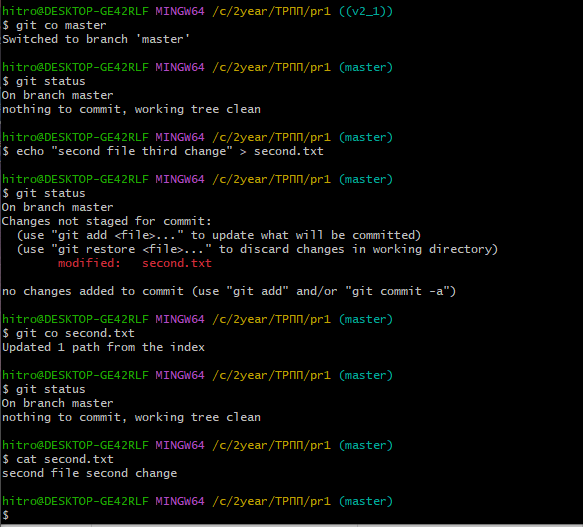 hitro@DESKTOP-GE42RLF MINGW64 /c/2year/ТРПП/pr1 ((v2_1))
$ git co master
Switched to branch 'master'
hitro@DESKTOP-GE42RLF MINGW64 /c/2year/ТРПП/pr1 (master)
$ git status
On branch master
nothing to commit, working tree clean
hitro@DESKTOP-GE42RLF MINGW64 /c/2year/ТРПП/pr1 (master)
$ echo "second file third change" > second.txt
hitro@DESKTOP-GE42RLF MINGW64 /c/2year/ТРПП/pr1 (master)
$ git status
On branch master
Changes not staged for commit:
  (use "git add <file>..." to update what will be committed)
  (use "git restore <file>..." to discard changes in working directory)
        modified:   second.txt
no changes added to commit (use "git add" and/or "git commit -a")
hitro@DESKTOP-GE42RLF MINGW64 /c/2year/ТРПП/pr1 (master)
$ git co second.txt
Updated 1 path from the index
hitro@DESKTOP-GE42RLF MINGW64 /c/2year/ТРПП/pr1 (master)
$ git status
On branch master
nothing to commit, working tree clean
hitro@DESKTOP-GE42RLF MINGW64 /c/2year/ТРПП/pr1 (master)
$ cat second.txt
second file second change
hitro@DESKTOP-GE42RLF MINGW64 /c/2year/ТРПП/pr1 (master)
$